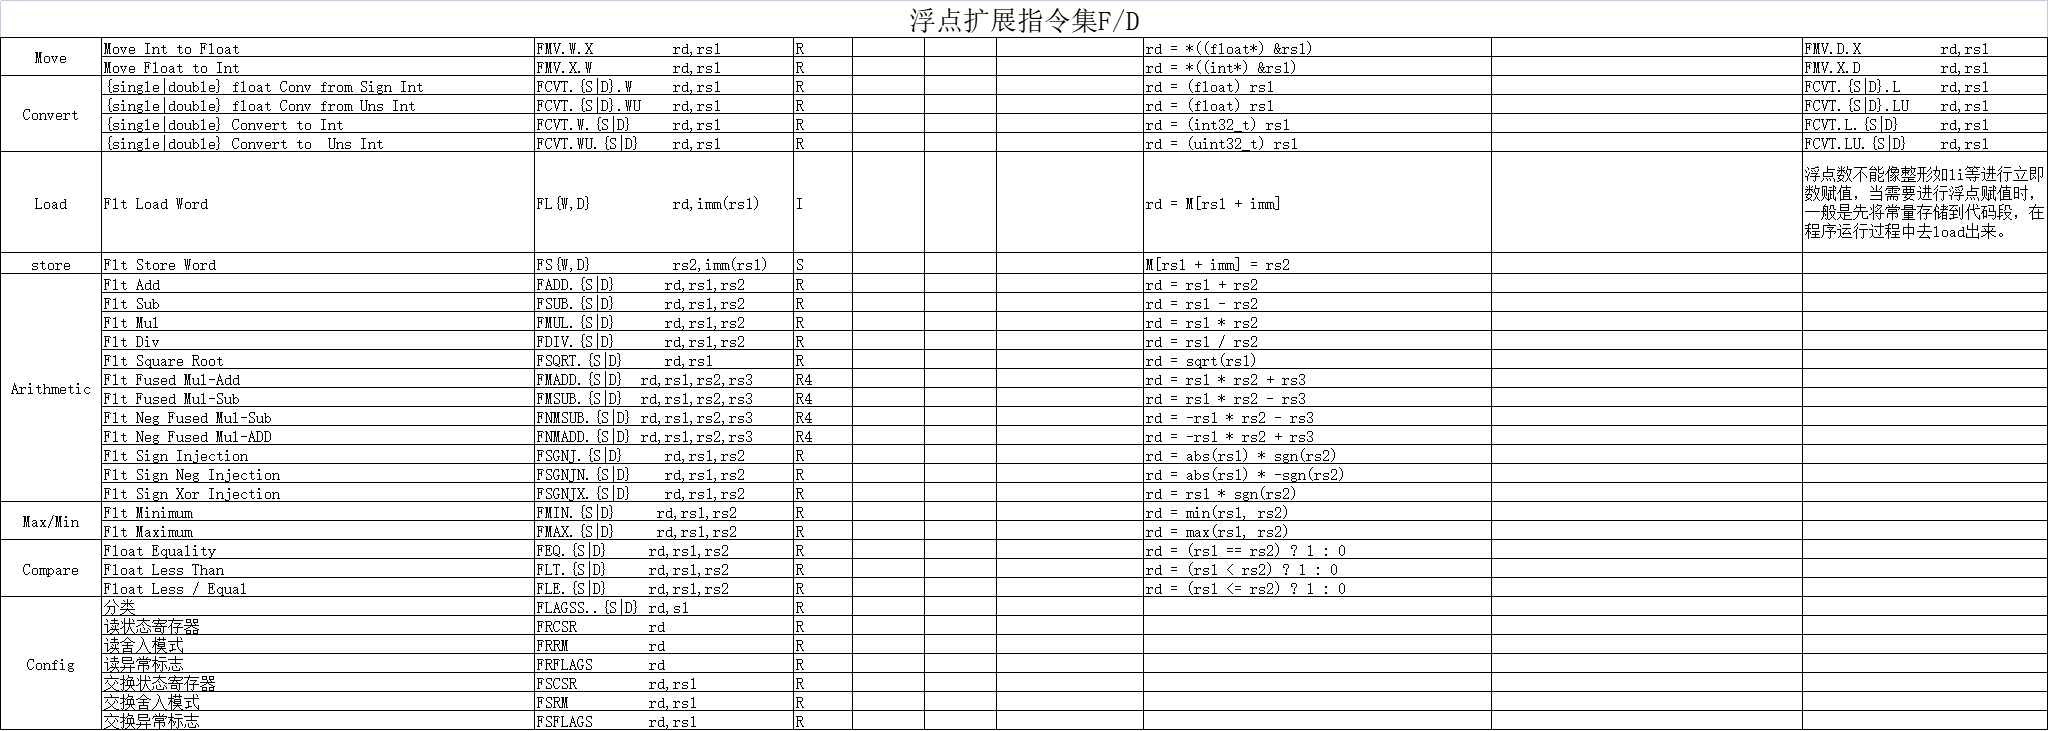 浮点扩展指令集F/D
Move
Move Int to Float FMV.W.X rd,rs1 R rd = *((float*) &rs1) FMV.D.X rd,rs1
Move Float to Int FMV.X.W rd,rs1 R rd = *((int*) &rs1) FMV.X.D rd,rs1
Convert
{single|double} float Conv from Sign Int FCVT.{S|D}.W rd,rs1 R rd = (float) rs1 FCVT.{S|D}.L rd,rs1
{single|double} float Conv from Uns Int FCVT.{S|D}.WU rd,rs1 R rd = (float) rs1 FCVT.{S|D}.LU rd,rs1
{single|double} Convert to Int FCVT.W.{S|D} rd,rs1 R rd = (int32_t) rs1 FCVT.L.{S|D} rd,rs1
{single|double} Convert to Uns Int FCVT.WU.{S|D} rd,rs1 R rd = (uint32_t) rs1 FCVT.LU.{S|D} rd,rs1
Load Flt Load Word FL{W,D} rd,imm(rs1) I rd = M[rs1 + imm]
浮点数不能像整形如li等进行立即
数赋值，当需要进行浮点赋值时，
一般是先将常量存储到代码段，在
程序运行过程中去load出来。
store Flt Store Word FS{W,D} rs2,imm(rs1) S M[rs1 + imm] = rs2
Arithmetic
Flt Add FADD.{S|D} rd,rs1,rs2 R rd = rs1 + rs2
Flt Sub FSUB.{S|D} rd,rs1,rs2 R rd = rs1 - rs2
Flt Mul FMUL.{S|D} rd,rs1,rs2 R rd = rs1 * rs2
Flt Div FDIV.{S|D} rd,rs1,rs2 R rd = rs1 / rs2
Flt Square Root FSQRT.{S|D} rd,rs1 R rd = sqrt(rs1)
Flt Fused Mul-Add FMADD.{S|D} rd,rs1,rs2,rs3 R4 rd = rs1 * rs2 + rs3
Flt Fused Mul-Sub FMSUB.{S|D} rd,rs1,rs2,rs3 R4 rd = rs1 * rs2 - rs3
Flt Neg Fused Mul-Sub FNMSUB.{S|D} rd,rs1,rs2,rs3 R4 rd = -rs1 * rs2 - rs3
Flt Neg Fused Mul-ADD FNMADD.{S|D} rd,rs1,rs2,rs3 R4 rd = -rs1 * rs2 + rs3
Flt Sign Injection FSGNJ.{S|D} rd,rs1,rs2 R rd = abs(rs1) * sgn(rs2)
Flt Sign Neg Injection FSGNJN.{S|D} rd,rs1,rs2 R rd = abs(rs1) * -sgn(rs2)
Flt Sign Xor Injection FSGNJX.{S|D} rd,rs1,rs2 R rd = rs1 * sgn(rs2)
Max/Min
Flt Minimum FMIN.{S|D} rd,rs1,rs2 R rd = min(rs1, rs2)
Flt Maximum FMAX.{S|D} rd,rs1,rs2 R rd = max(rs1, rs2)
Compare
Float Equality FEQ.{S|D} rd,rs1,rs2 R rd = (rs1 == rs2) ? 1 : 0
Float Less Than FLT.{S|D} rd,rs1,rs2 R rd = (rs1 < rs2) ? 1 : 0
Float Less / Equal FLE.{S|D} rd,rs1,rs2 R rd = (rs1 <= rs2) ? 1 : 0
Config
分类 FLAGSS..{S|D} rd,s1 R
读状态寄存器 FRCSR rd R
读舍入模式 FRRM rd R
读异常标志 FRFLAGS rd R
交换状态寄存器 FSCSR rd,rs1 R
交换舍入模式 FSRM rd,rs1 R
交换异常标志 FSFLAGS rd,rs1 R